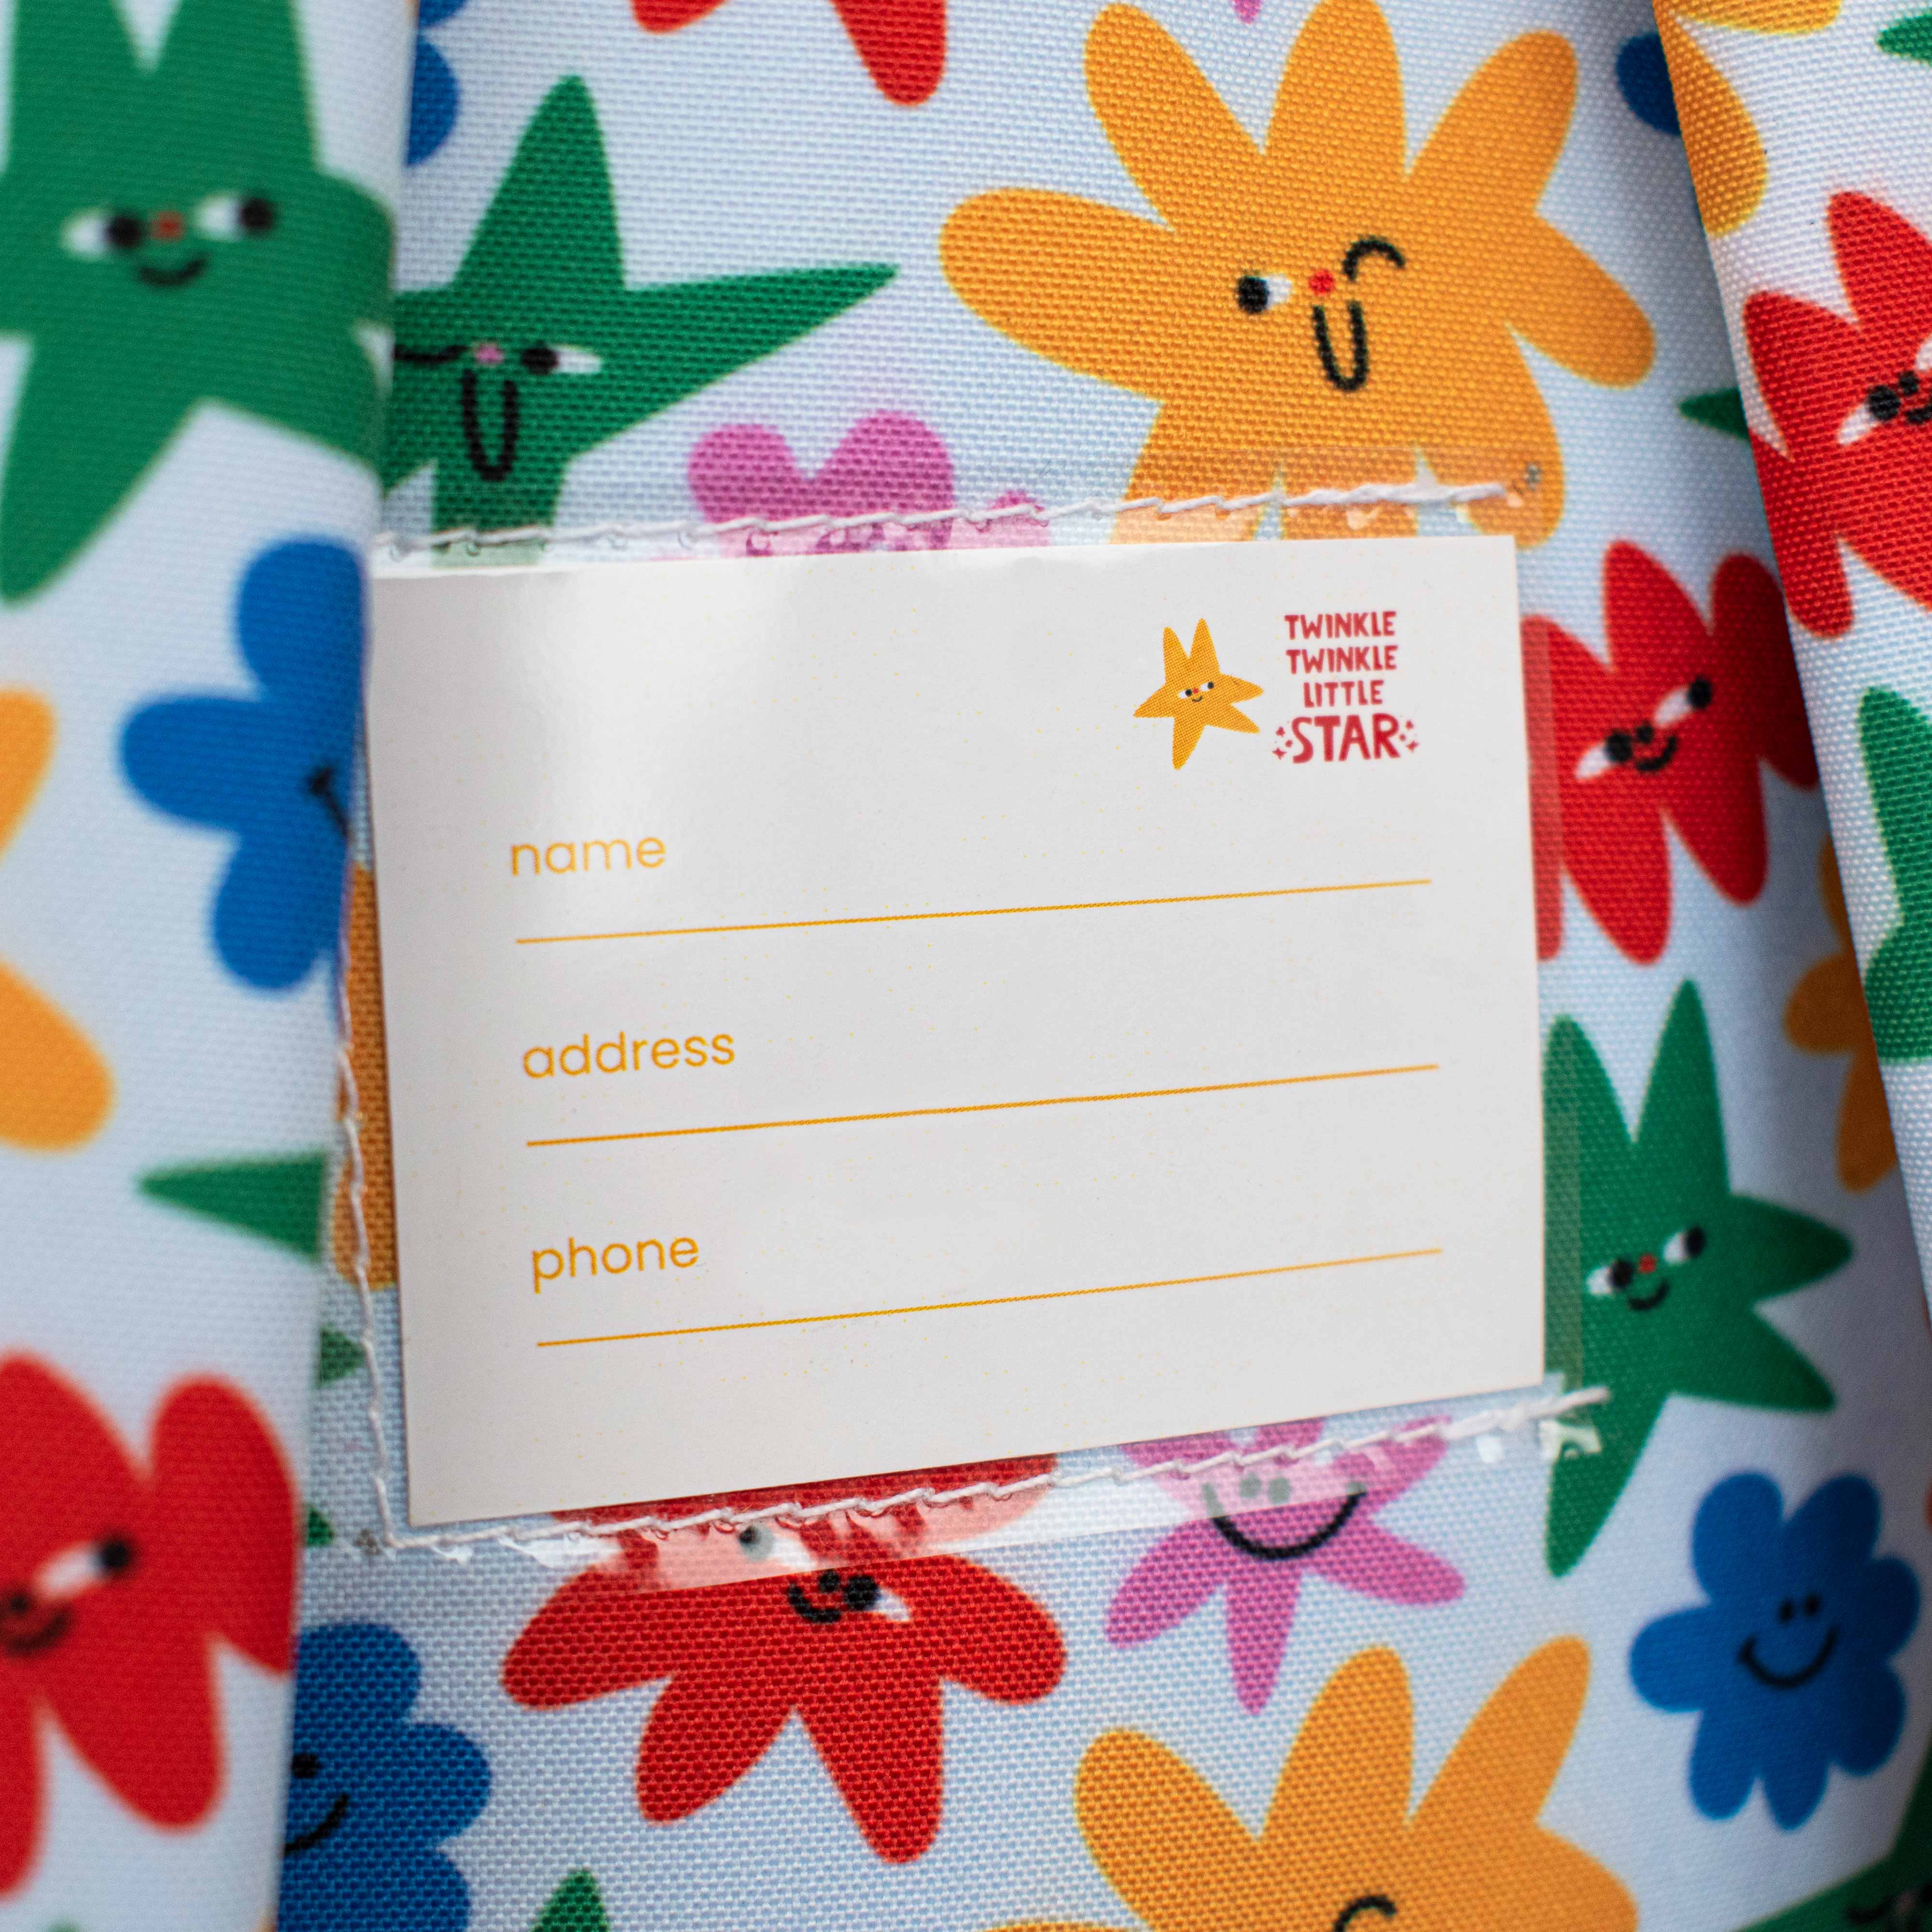 TWINKLE
TWINKLE
LITTLE
STAR
name
address
phone